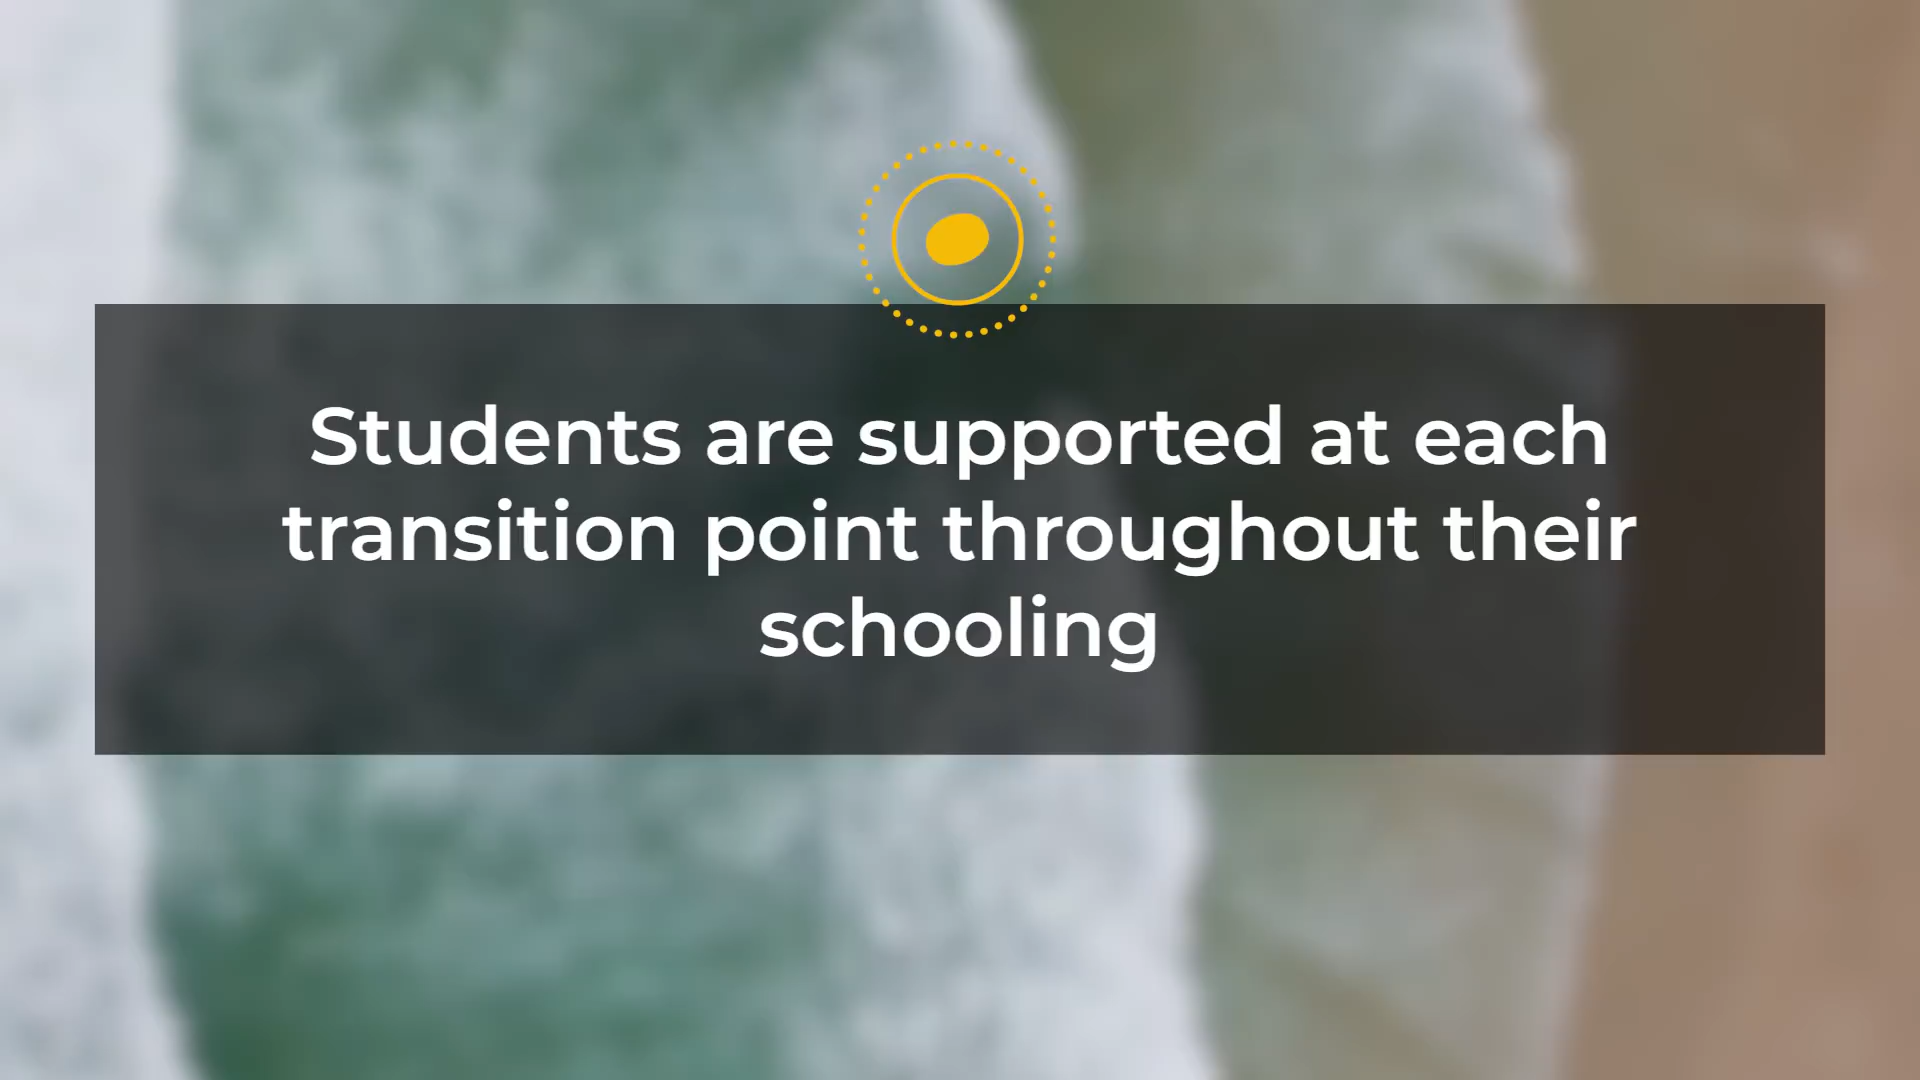 Students are supported at each
transition point throughout their
schooling